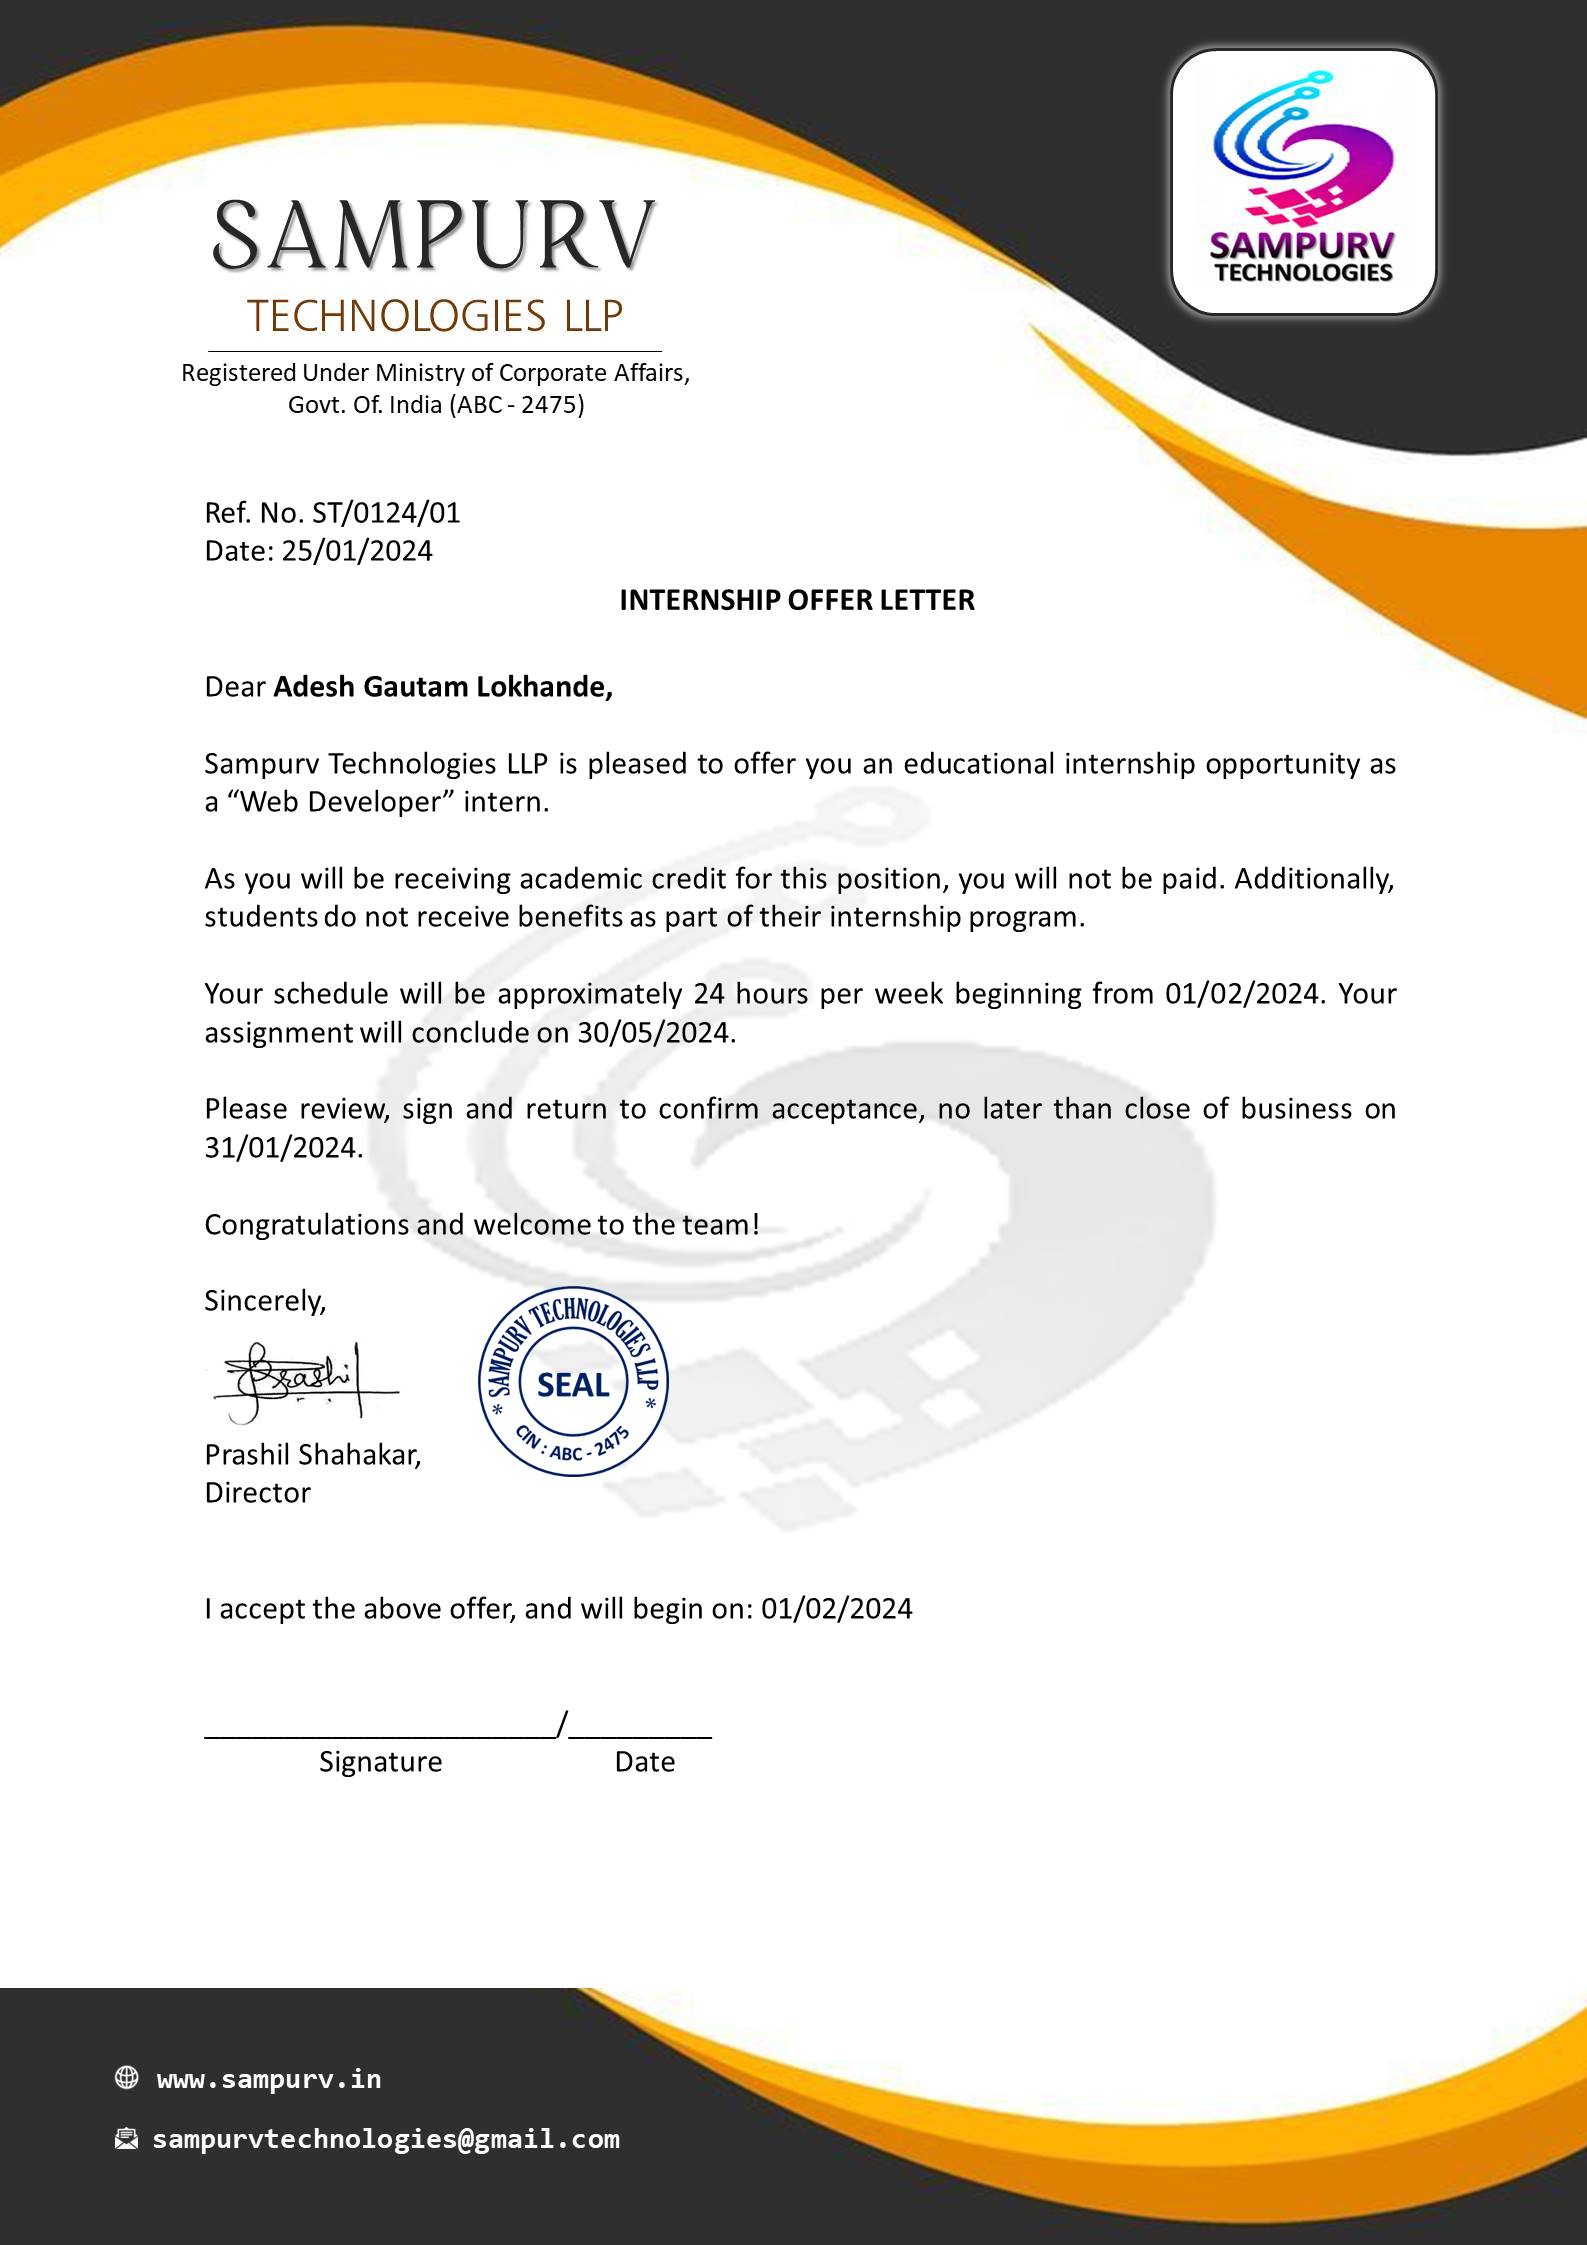 SAMPURV
TECHNOLOGIES
SAMPURV
TECHNOLOGIES LLP
Registered Under Ministry of Corporate Affairs,
Govt. Of. India (ABC - 2475)
Ref. No. ST/0124/01
Date: 25/01/2024
INTERNSHIP OFFER LETTER
Dear Adesh Gautam Lokhande,
Sampurv Technologies LLP is pleased to offer you an educational internship opportunity as
a “Web Developer” intern.
As you will be receiving academic credit for this position, you will not be paid. Additionally,
students do not receive benefits as part of their internship program.
Your schedule will be approximately 24 hours per week beginning from 01/02/2024. Your
assignment will conclude on 30/05/2024.
Please review, sign and return to confirm acceptance, no later than close of business on
31/01/2024.
Congratulations and welcome to the team!
Sincerely,
Prashil
* SAMPURV TECHNOLOGIES LLP *
SEAL
CIN : ABC - 2475
Prashil Shahakar,
Director
I accept the above offer, and will begin on: 01/02/2024
______________________/_________
Signature Date
www.sampurv.in
sampurvtechnologies@gmail.com